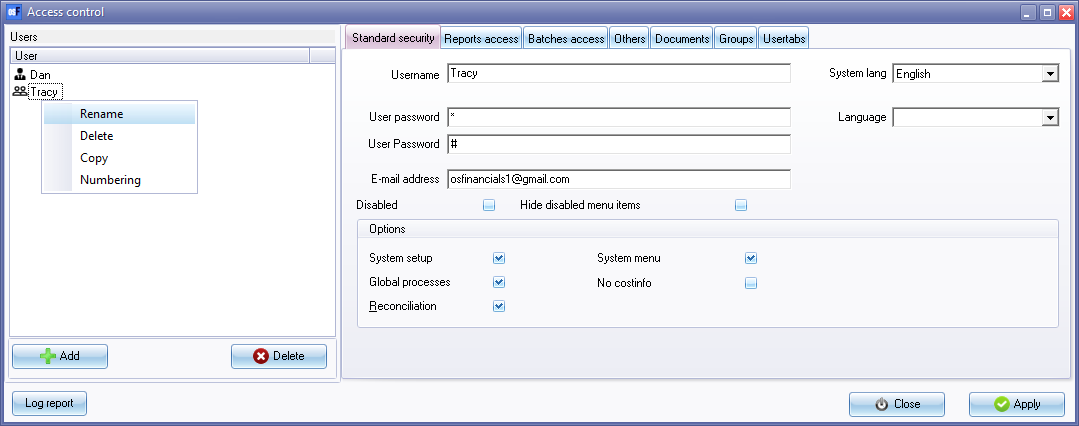 Access control
Users
User
Dan
Tracy
Rename
Delete
Copy
Numbering
Add
Delete
Standard security
Reports access
Batches access
Others
Documents
Groups
Usertabs
Username
Tracy
System lang
English
User password
*
Language
User Password
#
E-mail address
osfinancials1@gmail.com
Disabled
Hide disabled menu items
Options
System setup
System menu
Global processes
No costinfo
Reconciliation
Log report
Close
Apply